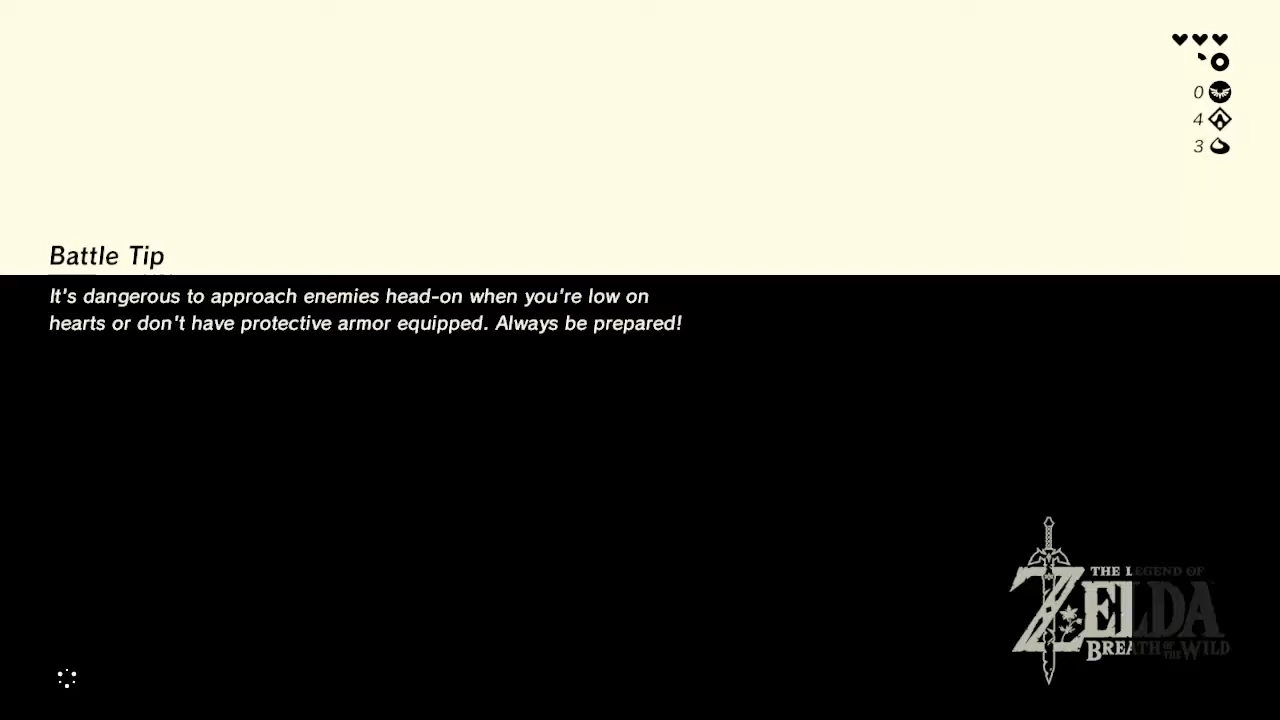 0
4
3
Battle Tip
It's dangerous to approach enemies head-on when you're low on
hearts or don't have protective armor equipped. Always be prepared!
THE LEGEND OF
ZELDA
BREATH OF THE WILD